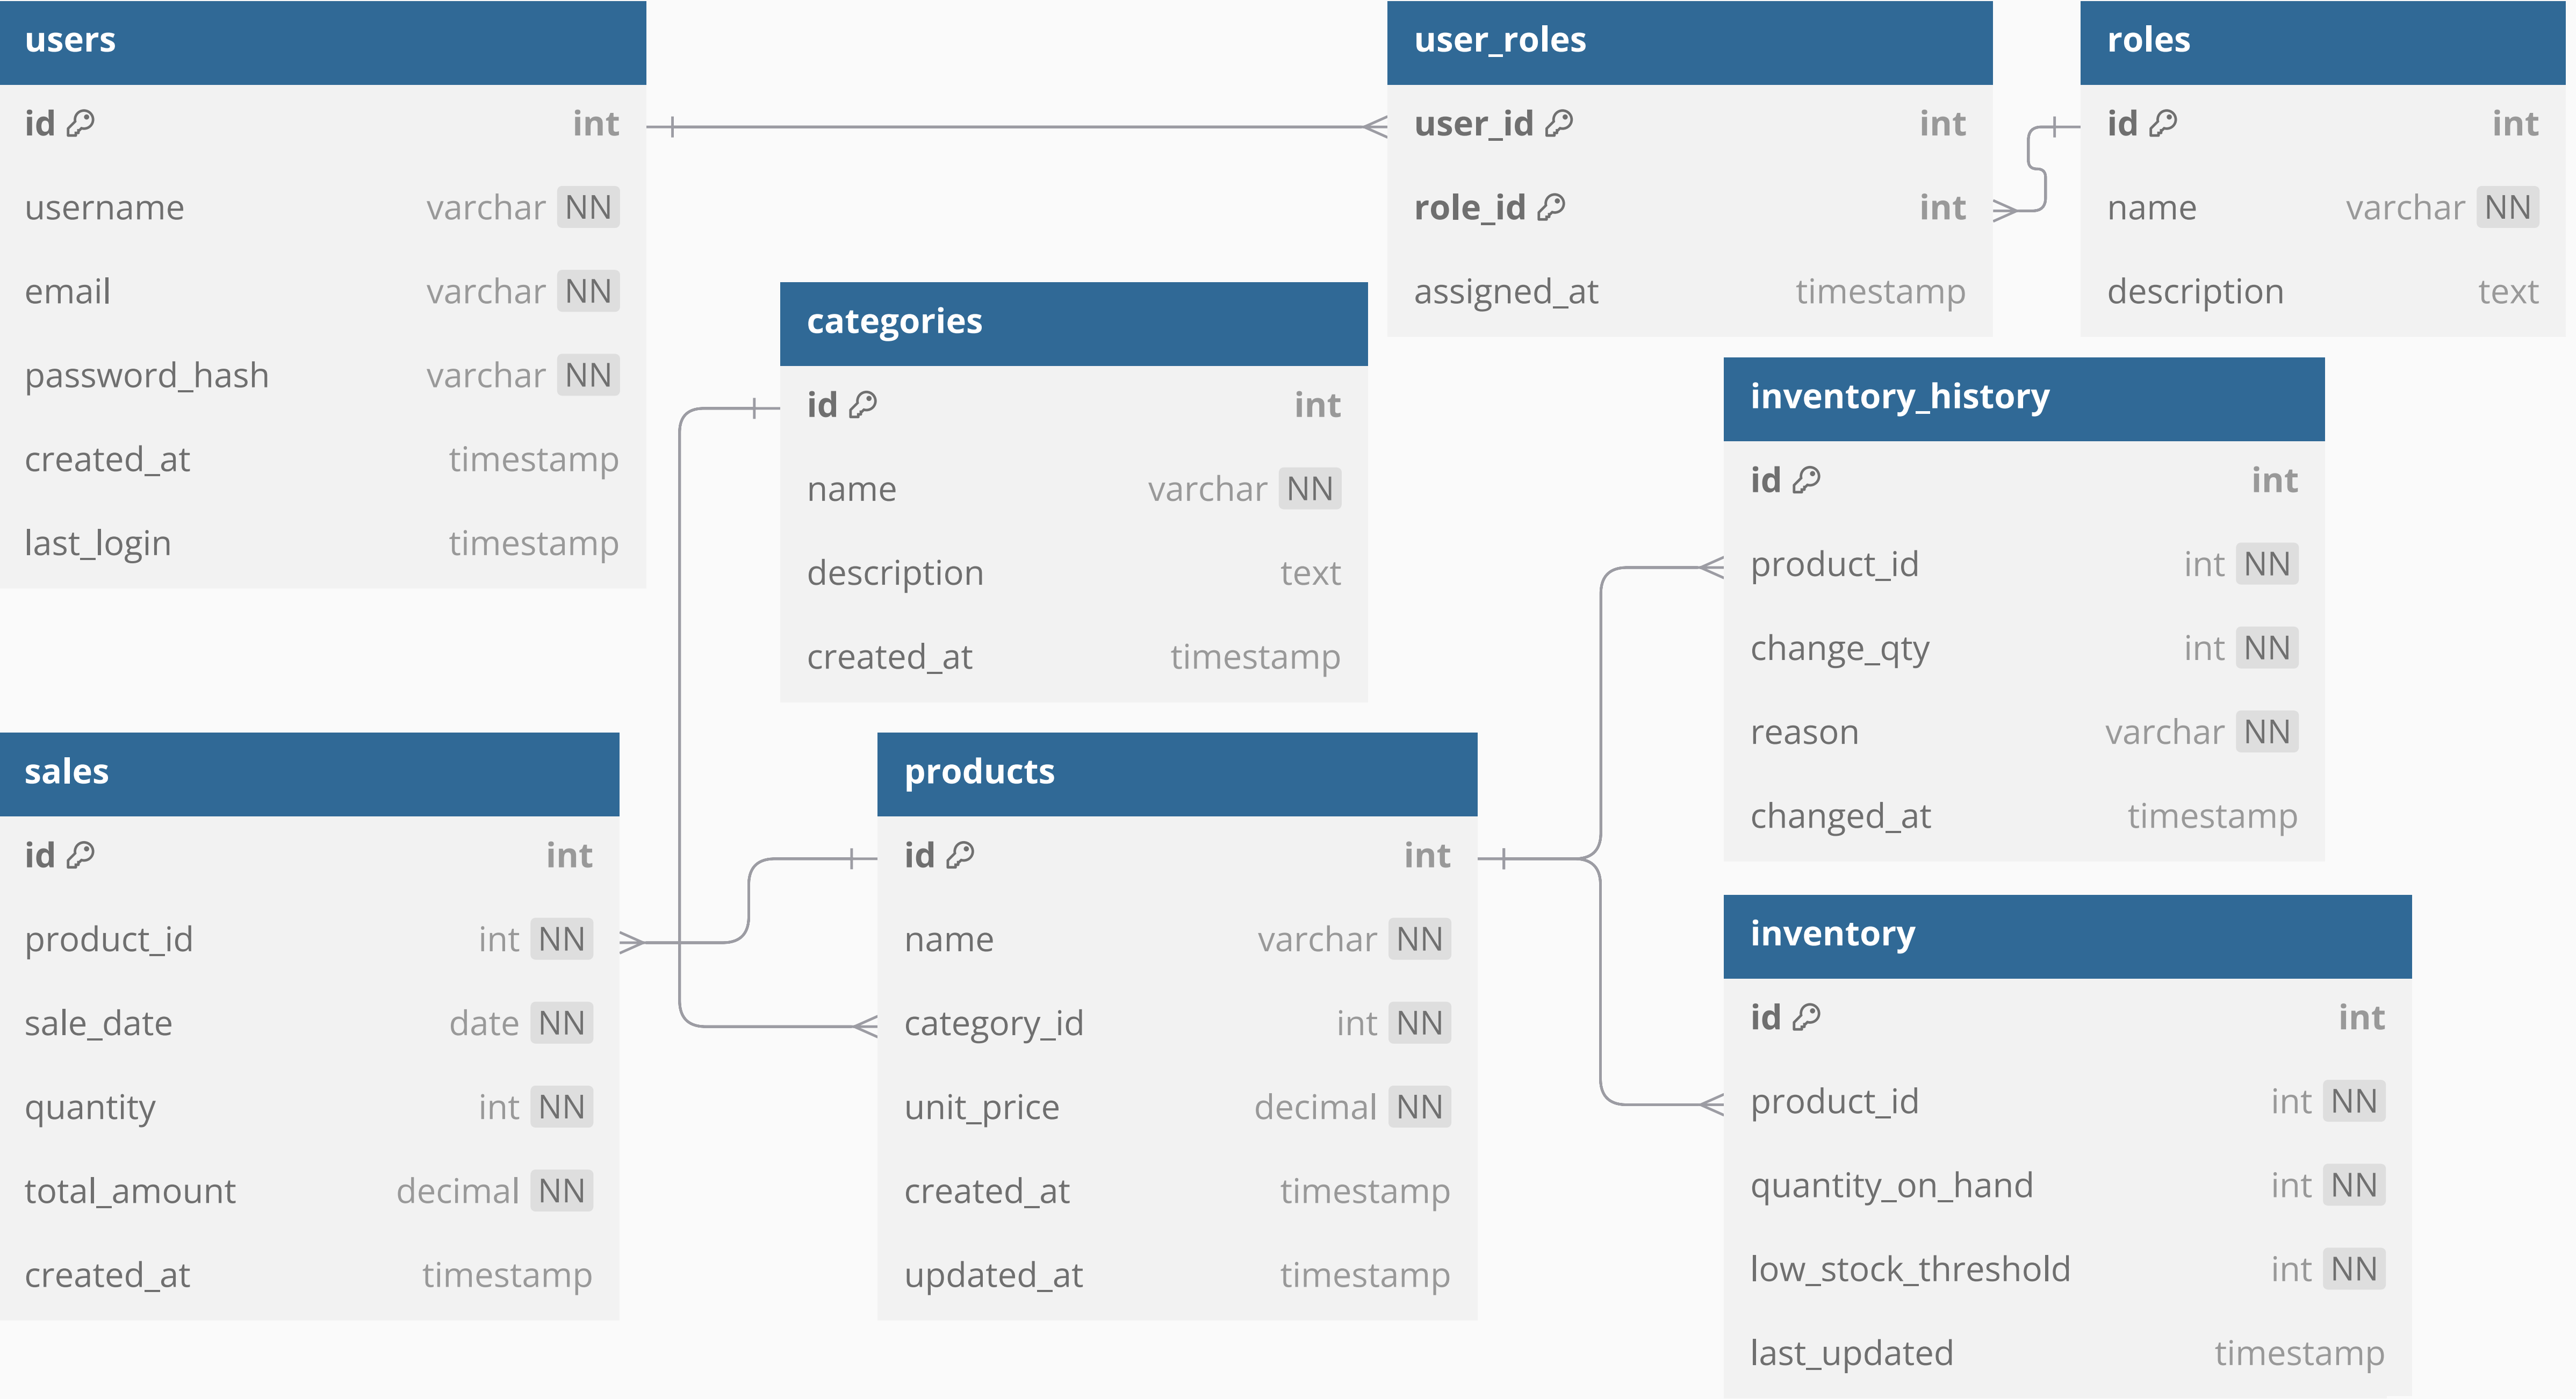 users
id int
username varchar NN
email varchar NN
password_hash varchar NN
created_at timestamp
last_login timestamp
user_roles
user_id int
role_id int
assigned_at timestamp
roles
id int
name varchar NN
description text
categories
id int
name varchar NN
description text
created_at timestamp
inventory_history
id int
product_id int NN
change_qty int NN
reason varchar NN
changed_at timestamp
sales
id int
product_id int NN
sale_date date NN
quantity int NN
total_amount decimal NN
created_at timestamp
products
id int
name varchar NN
category_id int NN
unit_price decimal NN
created_at timestamp
updated_at timestamp
inventory
id int
product_id int NN
quantity_on_hand int NN
low_stock_threshold int NN
last_updated timestamp